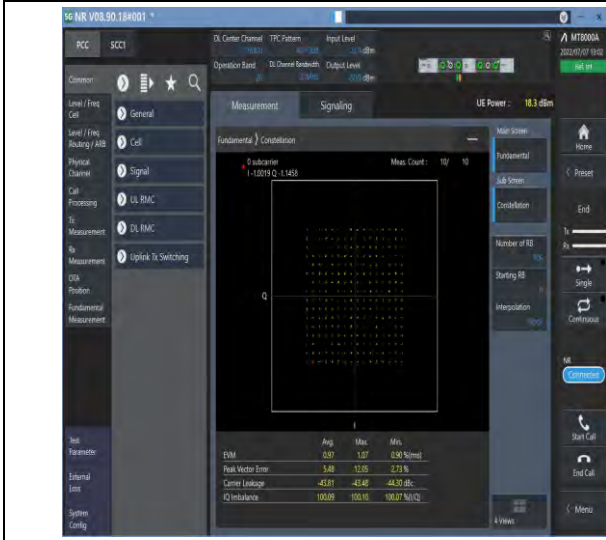 5G NR V08.90.18#001 *
PCC SCC1
DL Center Channel TPC Pattern Input Level
Operation Band DL Channel Bandwidth Output Level
MT8000A
2022/07/07
Common
Level / Freq
Cell
Level / Freq
Routing / ARB
Physical
Channel
Call
Processing
Tx
Measurement
Rx
Measurement
OTA
Position
Fundamental
Measurement
Test
Parameter
External
Loss
System
Config
General
Cell
Signal
UL RMC
DL RMC
Uplink Tx Switching
Measurement Signaling UE Power : 18.3 dBm
Fundamental Constellation
0 subcarrier Meas. Count : 10/ 10
I -1.0019 Q -1.1458
Q
I
Avg. Max. Min.
EVM 0.97 1.07 0.90 %(rms)
Peak Vector Error 5.48 12.05 2.73 %
Carrier Leakage -43.81 -43.48 -44.30 dBc
IQ Imbalance 100.09 100.10 100.07 %(I/Q)
Main Screen
Fundamental
Sub Screen
Constellation
Number of RB
Starting RB
Interpolation
4 Views
Home
Preset
End
Tx
Rx
Single
Continuous
NR
Connected
Start Call
End Call
Menu